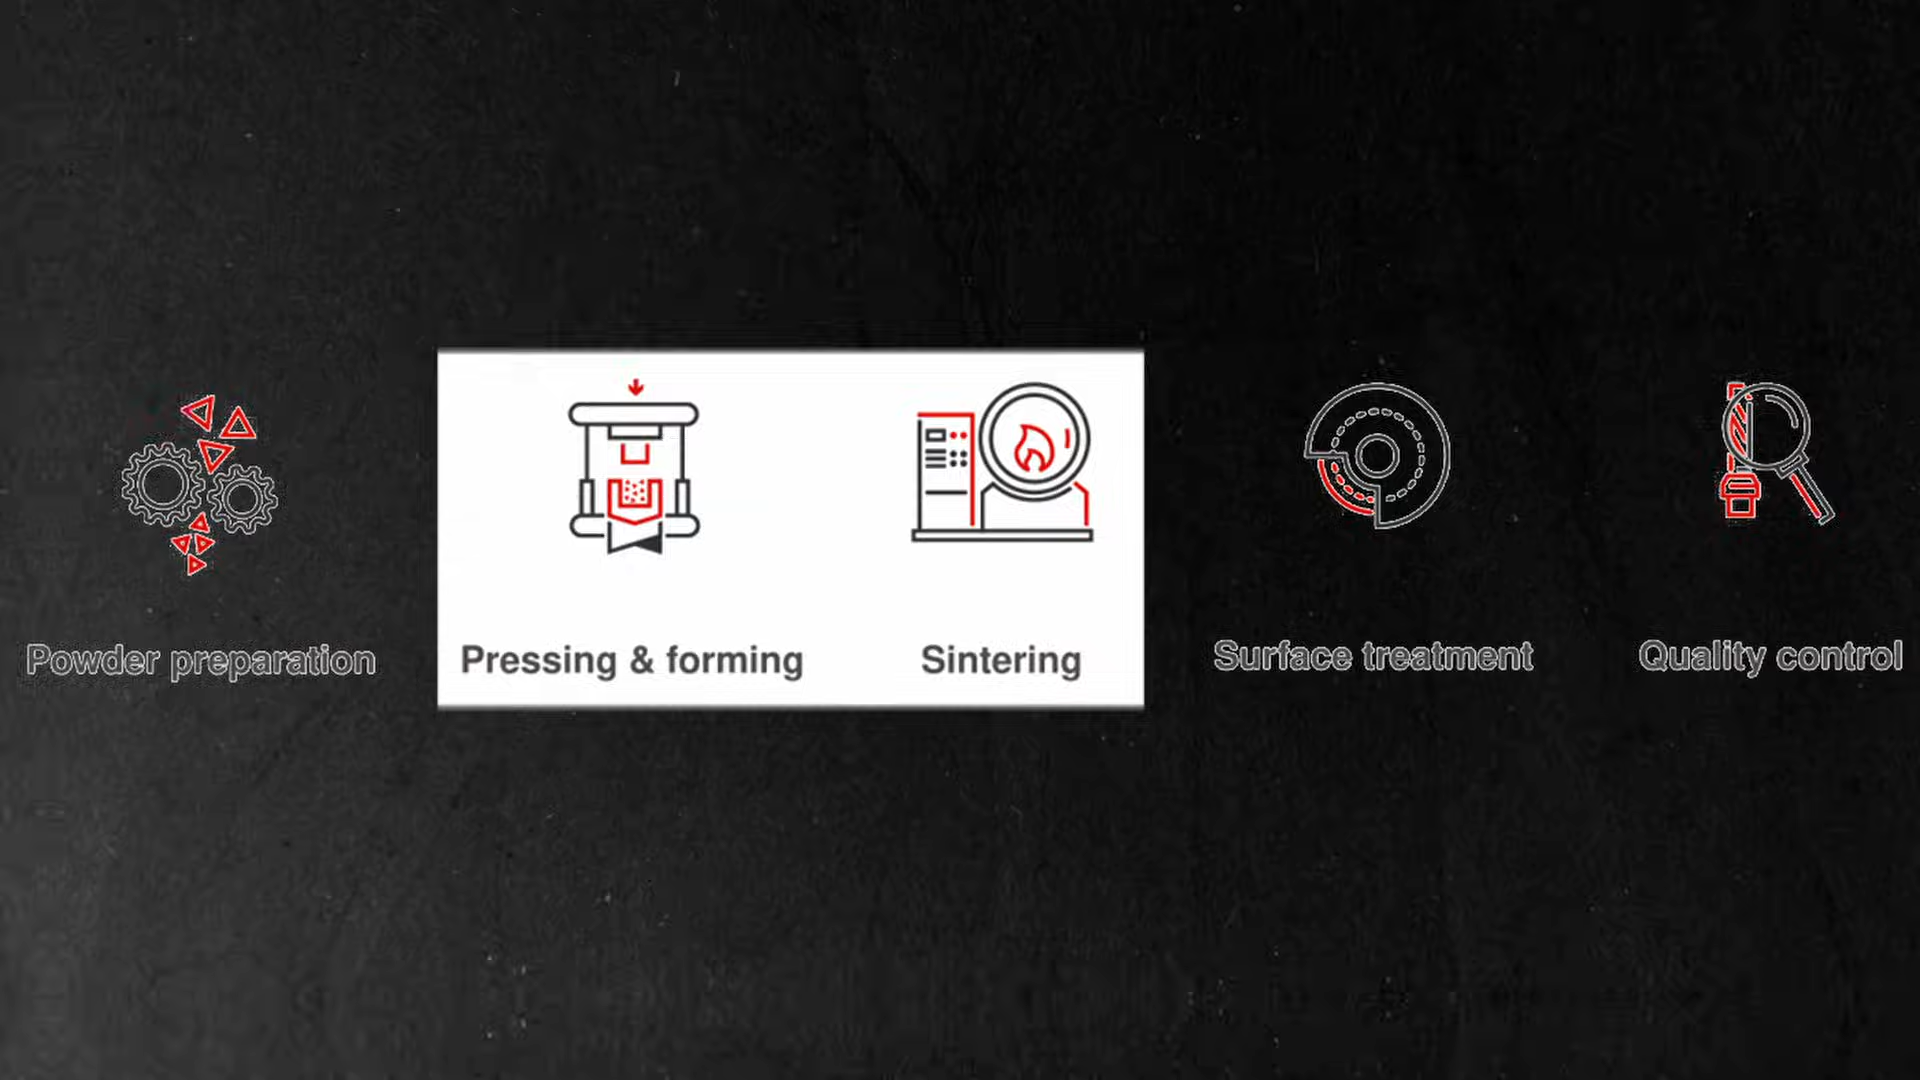 Powder preparation
Pressing & forming
Sintering
Surface treatment
Quality control